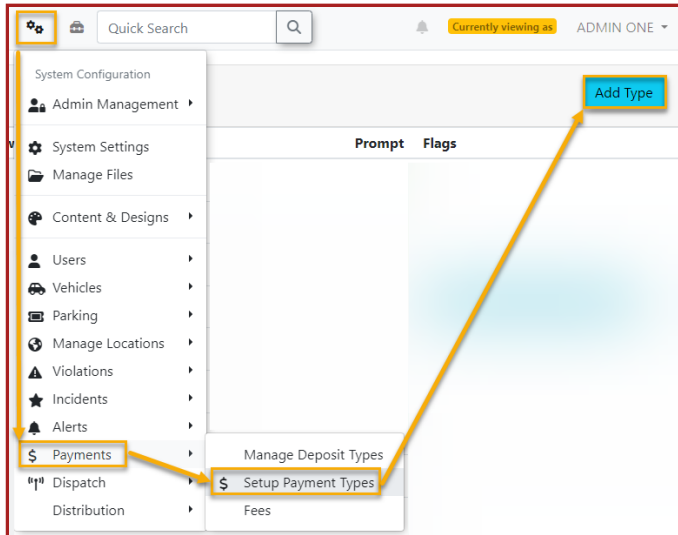 Quick Search
Currently viewing as
ADMIN ONE
System Configuration
Admin Management
Add Type
System Settings
Prompt Flags
Manage Files
Content & Designs
Users
Vehicles
Parking
Manage Locations
Violations
Incidents
Alerts
$ Payments
Manage Deposit Types
Dispatch
$ Setup Payment Types
Distribution
Fees